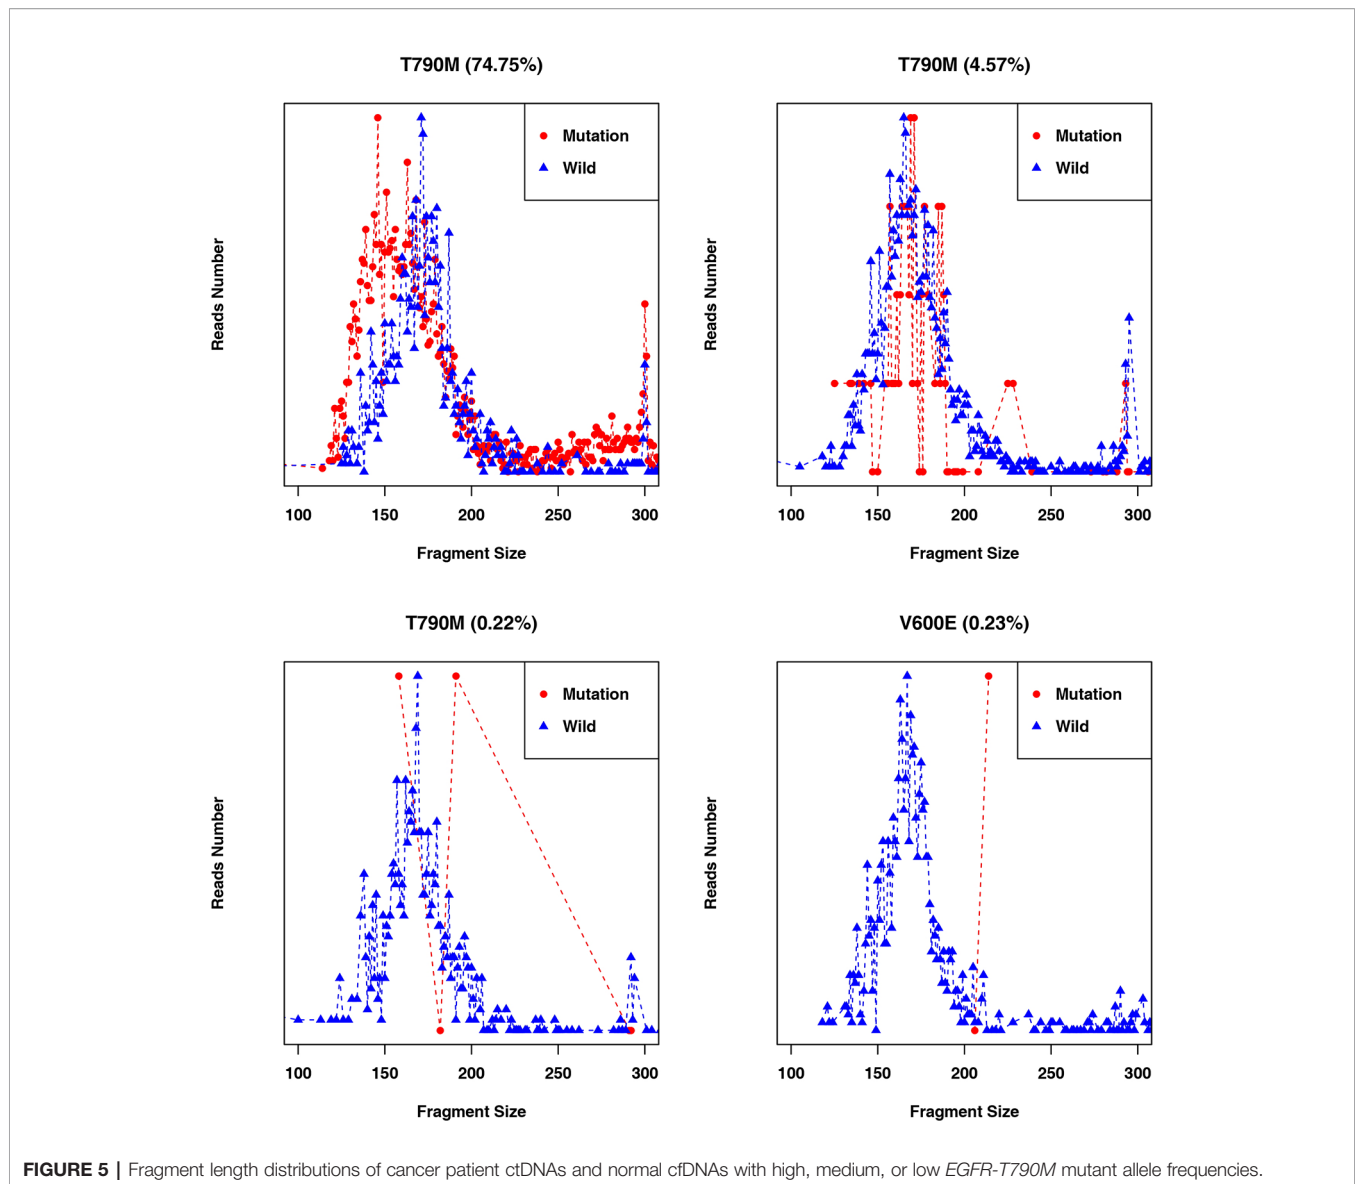 T790M (74.75%)
Reads Number
Mutation
Wild
100 150 200 250 300
Fragment Size
T790M (4.57%)
Reads Number
Mutation
Wild
100 150 200 250 300
Fragment Size
T790M (0.22%)
Reads Number
Mutation
Wild
100 150 200 250 300
Fragment Size
V600E (0.23%)
Reads Number
Mutation
Wild
100 150 200 250 300
Fragment Size
FIGURE 5 | Fragment length distributions of cancer patient ctDNAs and normal cfDNAs with high, medium, or low EGFR-T790M mutant allele frequencies.